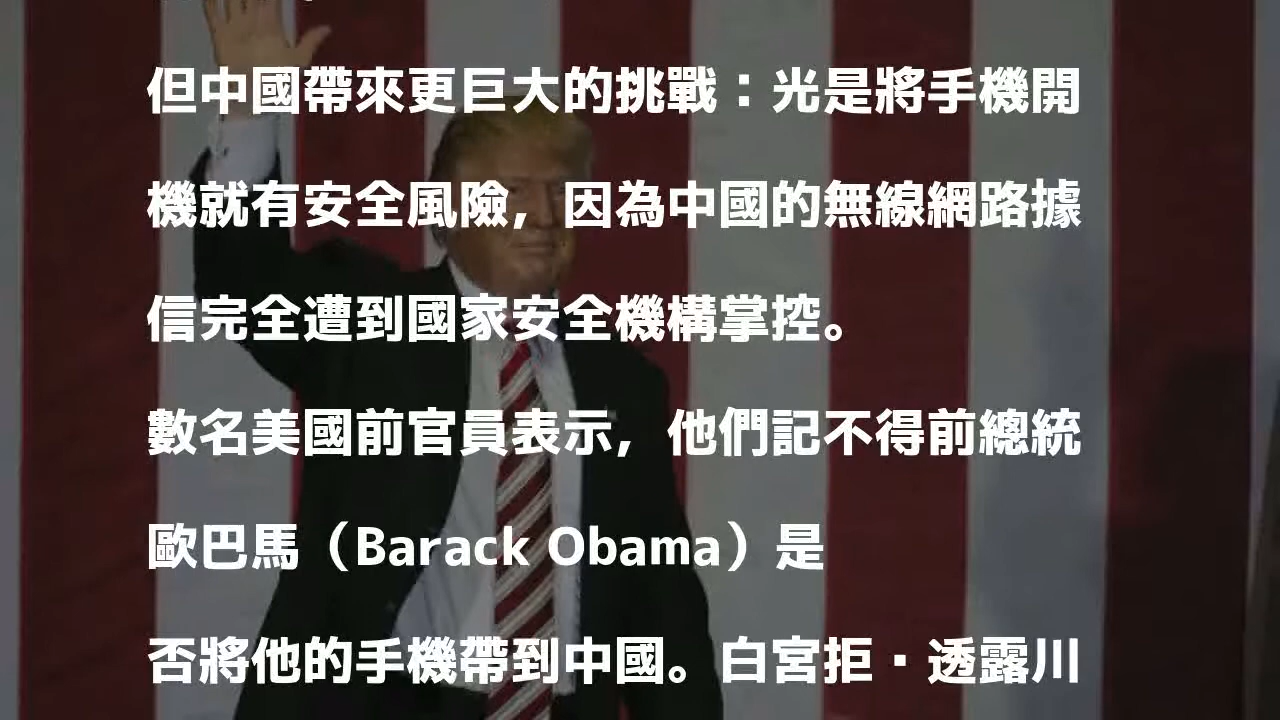 但中國帶來更巨大的挑戰：光是將手機開
機就有安全風險，因為中國的無線網路據
信完全遭到國家安全機構掌控。
數名美國前官員表示，他們記不得前總統
歐巴馬（Barack Obama）是
否將他的手機帶到中國。白宮拒▪透露川